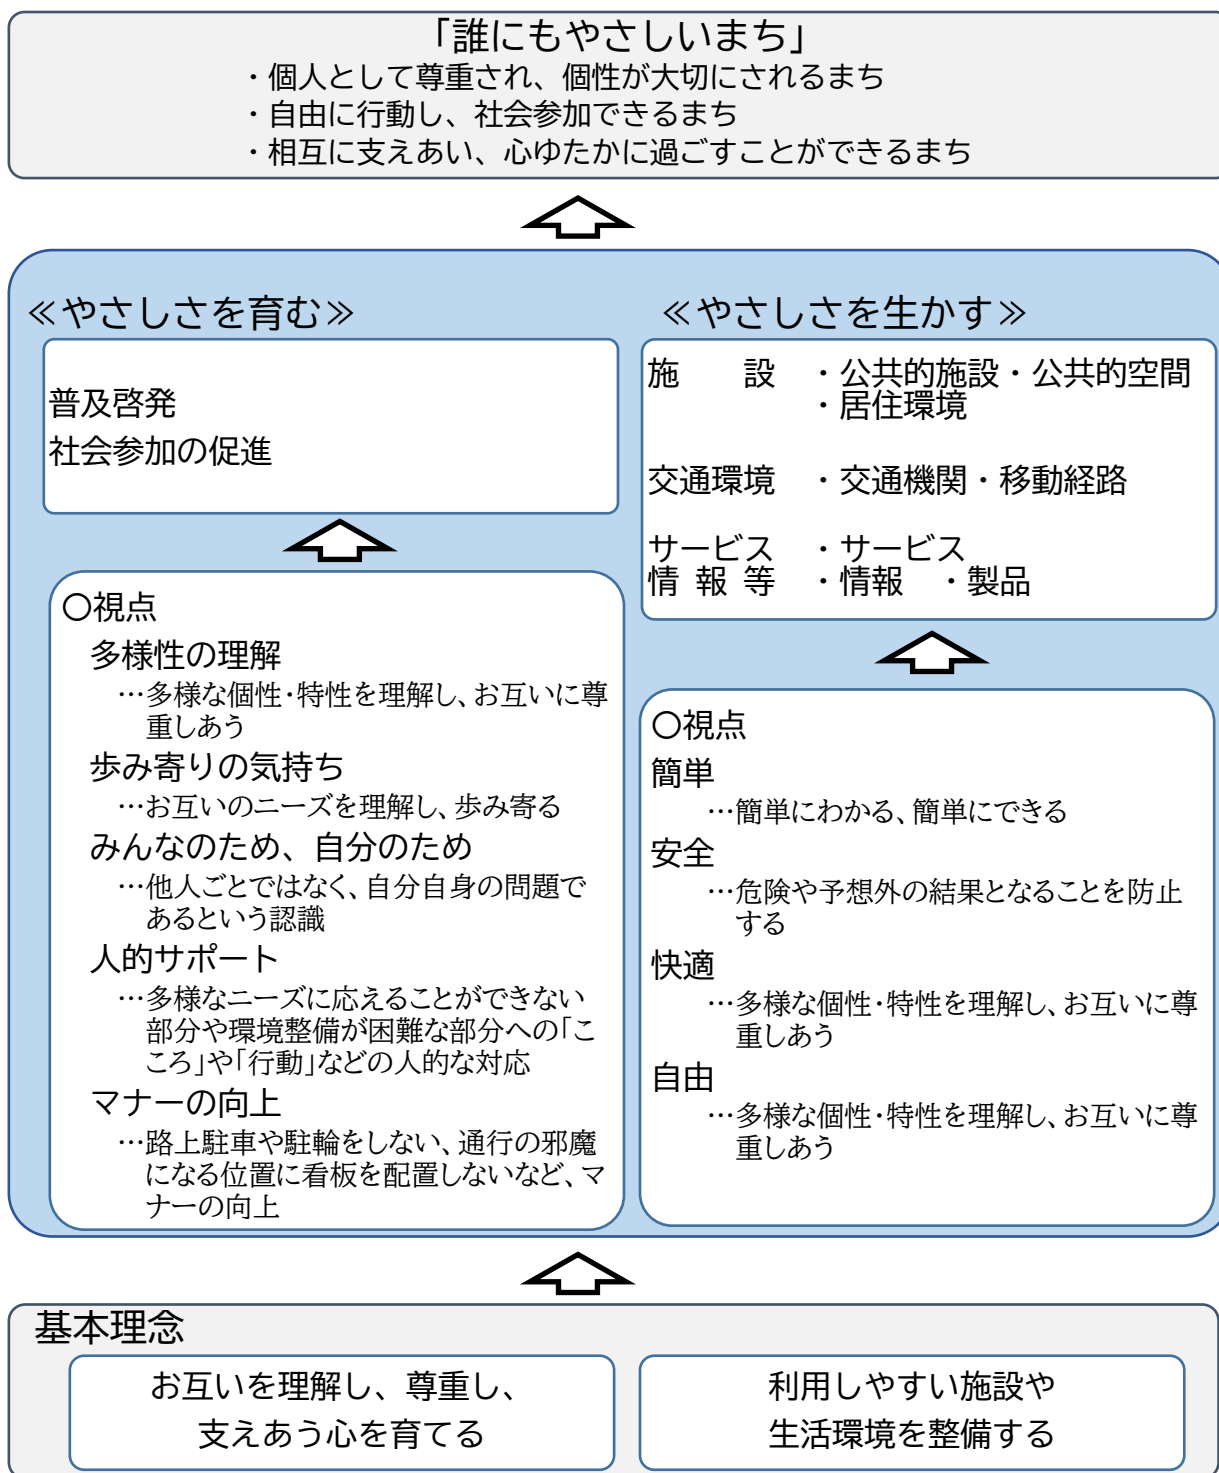 「誰にもやさしいまち」
・個人として尊重され、個性が大切にされるまち
・自由に行動し、社会参加できるまち
・相互に支えあい、心ゆたかに過ごすことができるまち
≪やさしさを育む≫
普及啓発
社会参加の促進
〇視点
多様性の理解
…多様な個性・特性を理解し、お互いに尊
重しあう
歩み寄りの気持ち
…お互いのニーズを理解し、歩み寄る
みんなのため、自分のため
…他人ごとではなく、自分自身の問題で
あるという認識
人的サポート
…多様なニーズに応えることができない
部分や環境整備が困難な部分への「こ
ころ」や「行動」などの人的な対応
マナーの向上
…路上駐車や駐輪をしない、通行の邪魔
になる位置に看板を配置しないなど、マ
ナーの向上
≪やさしさを生かす≫
施　　設　・公共的施設・公共的空間
・居住環境
交通環境　・交通機関・移動経路
サービス　・サービス
情 報 等　・情報　・製品
〇視点
簡単
…簡単にわかる、簡単にできる
安全
…危険や予想外の結果となることを防止
する
快適
…多様な個性・特性を理解し、お互いに尊
重しあう
自由
…多様な個性・特性を理解し、お互いに尊
重しあう
基本理念
お互いを理解し、尊重し、
支えあう心を育てる
利用しやすい施設や
生活環境を整備する